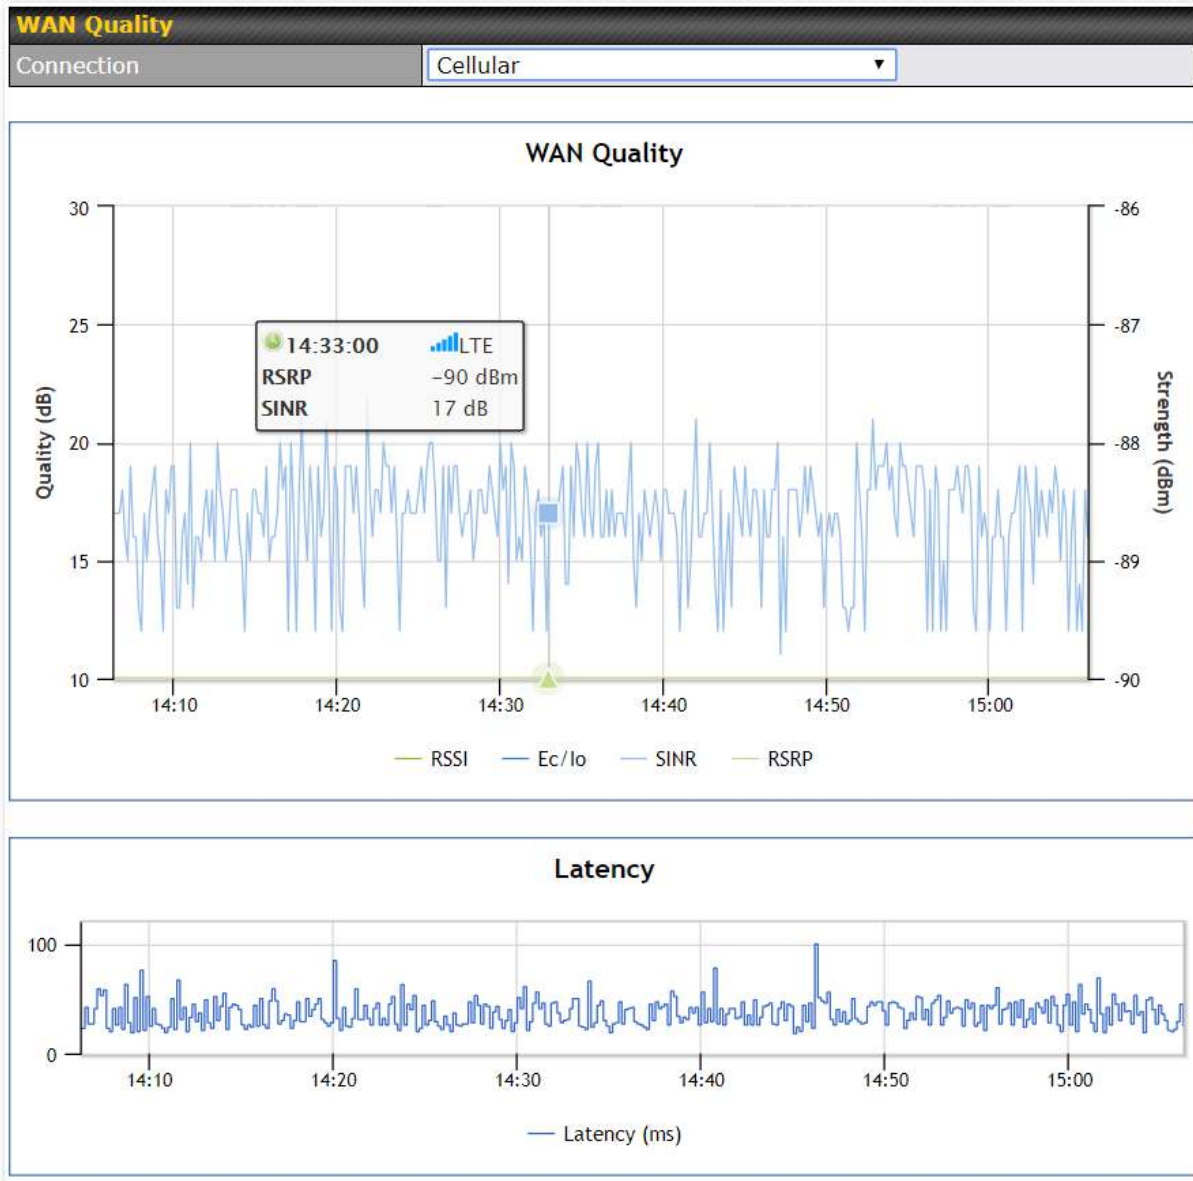 WAN Quality
Connection Cellular
WAN Quality
30 -86
25 -87
14:33:00 LTE
RSRP -90 dBm
SINR 17 dB
Quality (dB)
Strength (dBm)
20 -88
15 -89
10 -90
14:10 14:20 14:30 14:40 14:50 15:00
RSSI Ec/Io SINR RSRP
Latency
100
0
14:10 14:20 14:30 14:40 14:50 15:00
Latency (ms)